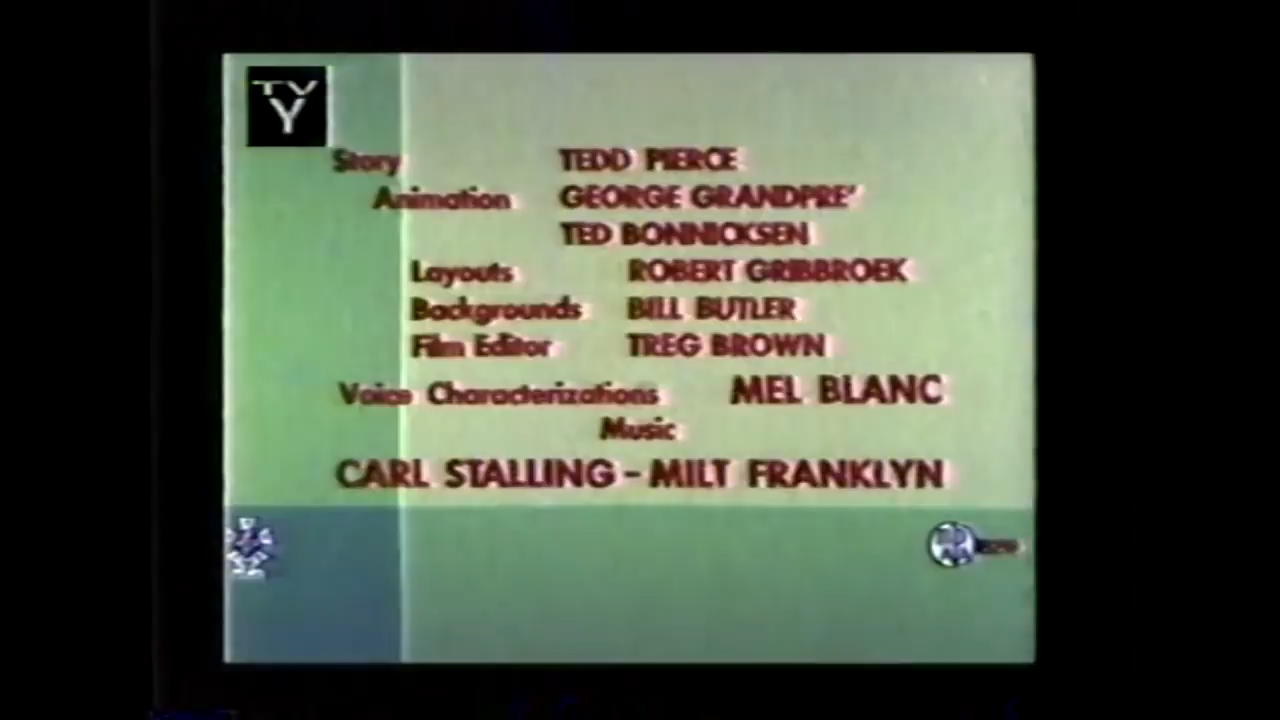 TV
Y
Story TEDD PIERCE
Animation GEORGE GRANDPRE'
TED BONNICKSEN
Layouts ROBERT GRIBBROEK
Backgrounds BILL BUTLER
Film Editor TREG BROWN
Voice Characterizations MEL BLANC
Music
CARL STALLING - MILT FRANKLYN